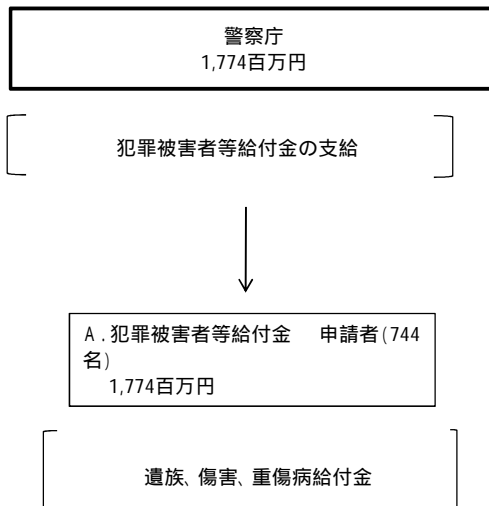 警察庁
1,774百万円
犯罪被害者等給付金の支給
A.犯罪被害者等給付金　申請者(744
名)
1,774百万円
遺族、傷害、重傷病給付金